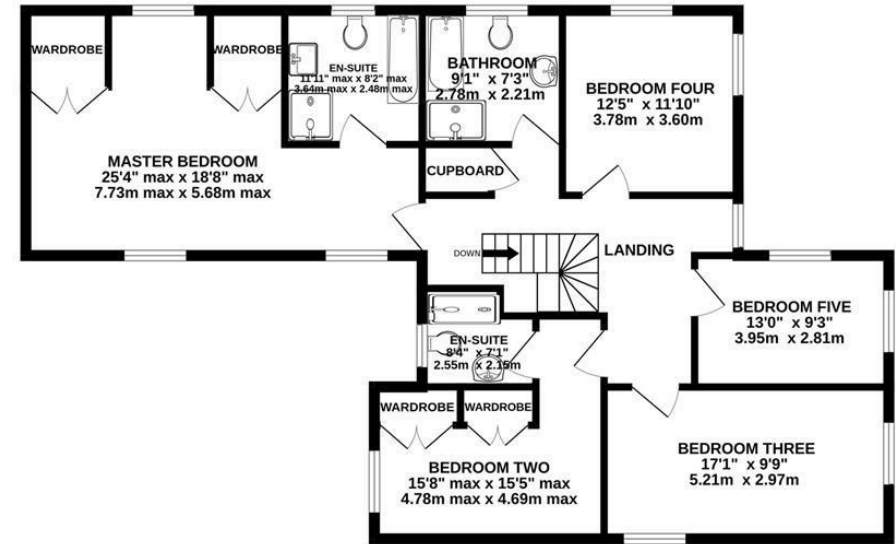 WARDROBE
WARDROBE
EN-SUITE
11'11" max x 8'2" max
3.64m max x 2.48m max
BATHROOM
9'1" x 7'3"
2.78m x 2.21m
BEDROOM FOUR
12'5" x 11'10"
3.78m x 3.60m
MASTER BEDROOM
25'4" max x 18'8" max
7.73m max x 5.68m max
CUPBOARD
DOWN
LANDING
BEDROOM FIVE
13'0" x 9'3"
3.95m x 2.81m
EN-SUITE
8'4" x 7'1"
2.55m x 2.15m
WARDROBE
WARDROBE
BEDROOM TWO
15'8" max x 15'5" max
4.78m max x 4.69m max
BEDROOM THREE
17'1" x 9'9"
5.21m x 2.97m